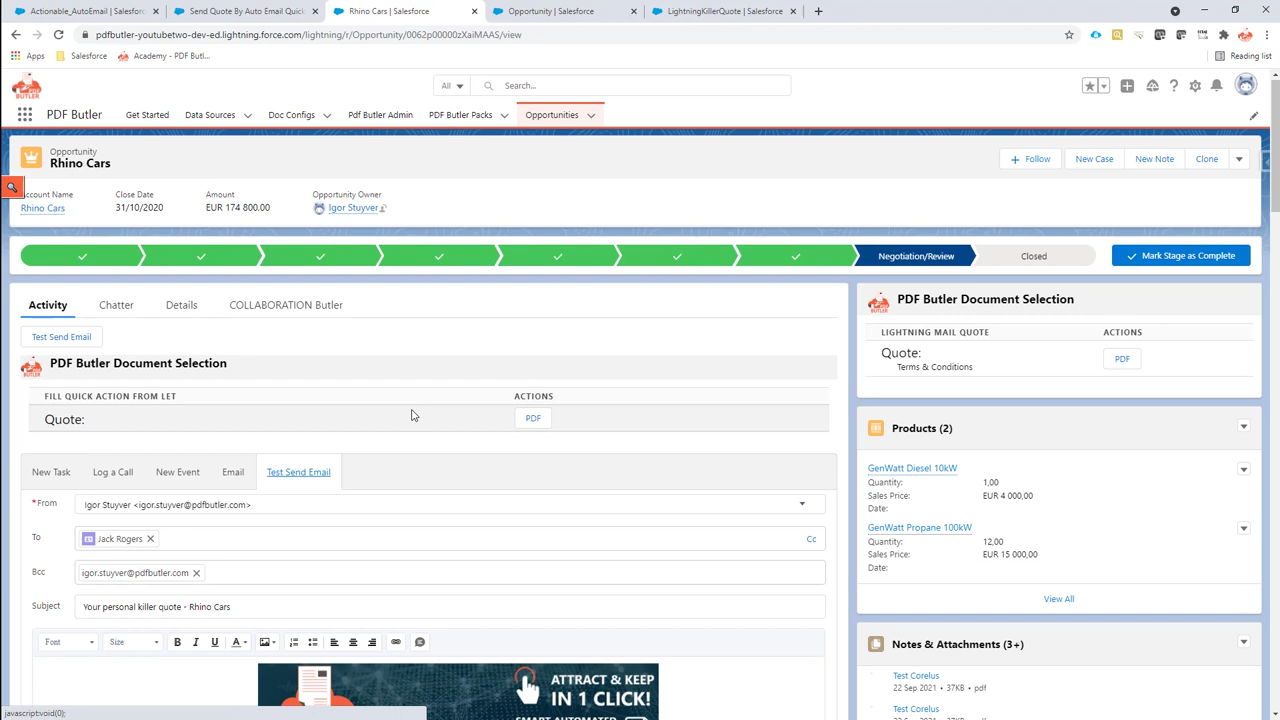 Actionable_AutoEmail | Salesforc
Send Quote By Auto Email Quick
Rhino Cars | Salesforce
Opportunity | Salesforce
LightningKillerQuote | Salesforc
pdfbutler-youtubetwo-dev-ed.lightning.force.com/lightning/r/Opportunity/0062p00000zXaiMAAS/view
Apps
Salesforce
Academy - PDF Butl...
Reading list
All
Search...
PDF Butler
Get Started
Data Sources
Doc Configs
Pdf Butler Admin
PDF Butler Packs
Opportunities
Opportunity
Rhino Cars
Follow
New Case
New Note
Clone
ccount Name
Close Date
Amount
Opportunity Owner
Rhino Cars
31/10/2020
EUR 174 800.00
Igor Stuyver
Negotiation/Review
Closed
Mark Stage as Complete
Activity
Chatter
Details
COLLABORATION Butler
Test Send Email
PDF Butler Document Selection
FILL QUICK ACTION FROM LET
ACTIONS
Quote:
PDF
New Task
Log a Call
New Event
Email
Test Send Email
*From
Igor Stuyver <igor.stuyver@pdfbutler.com>
To
Jack Rogers
Cc
Bcc
igor.stuyver@pdfbutler.com
Subject
Your personal killer quote - Rhino Cars
Font
Size
B I U A
ATTRACT & KEEP
IN 1 CLICK!
SMART AUTOMATED
javascript:void(0);
PDF Butler Document Selection
LIGHTNING MAIL QUOTE
ACTIONS
Quote:
Terms & Conditions
PDF
Products (2)
GenWatt Diesel 10kW
Quantity:
1,00
Sales Price:
EUR 4 000,00
Date:
GenWatt Propane 100kW
Quantity:
12,00
Sales Price:
EUR 15 000,00
Date:
View All
Notes & Attachments (3+)
Test Corelus
22 Sep 2021 • 37KB • pdf
Test Corelus